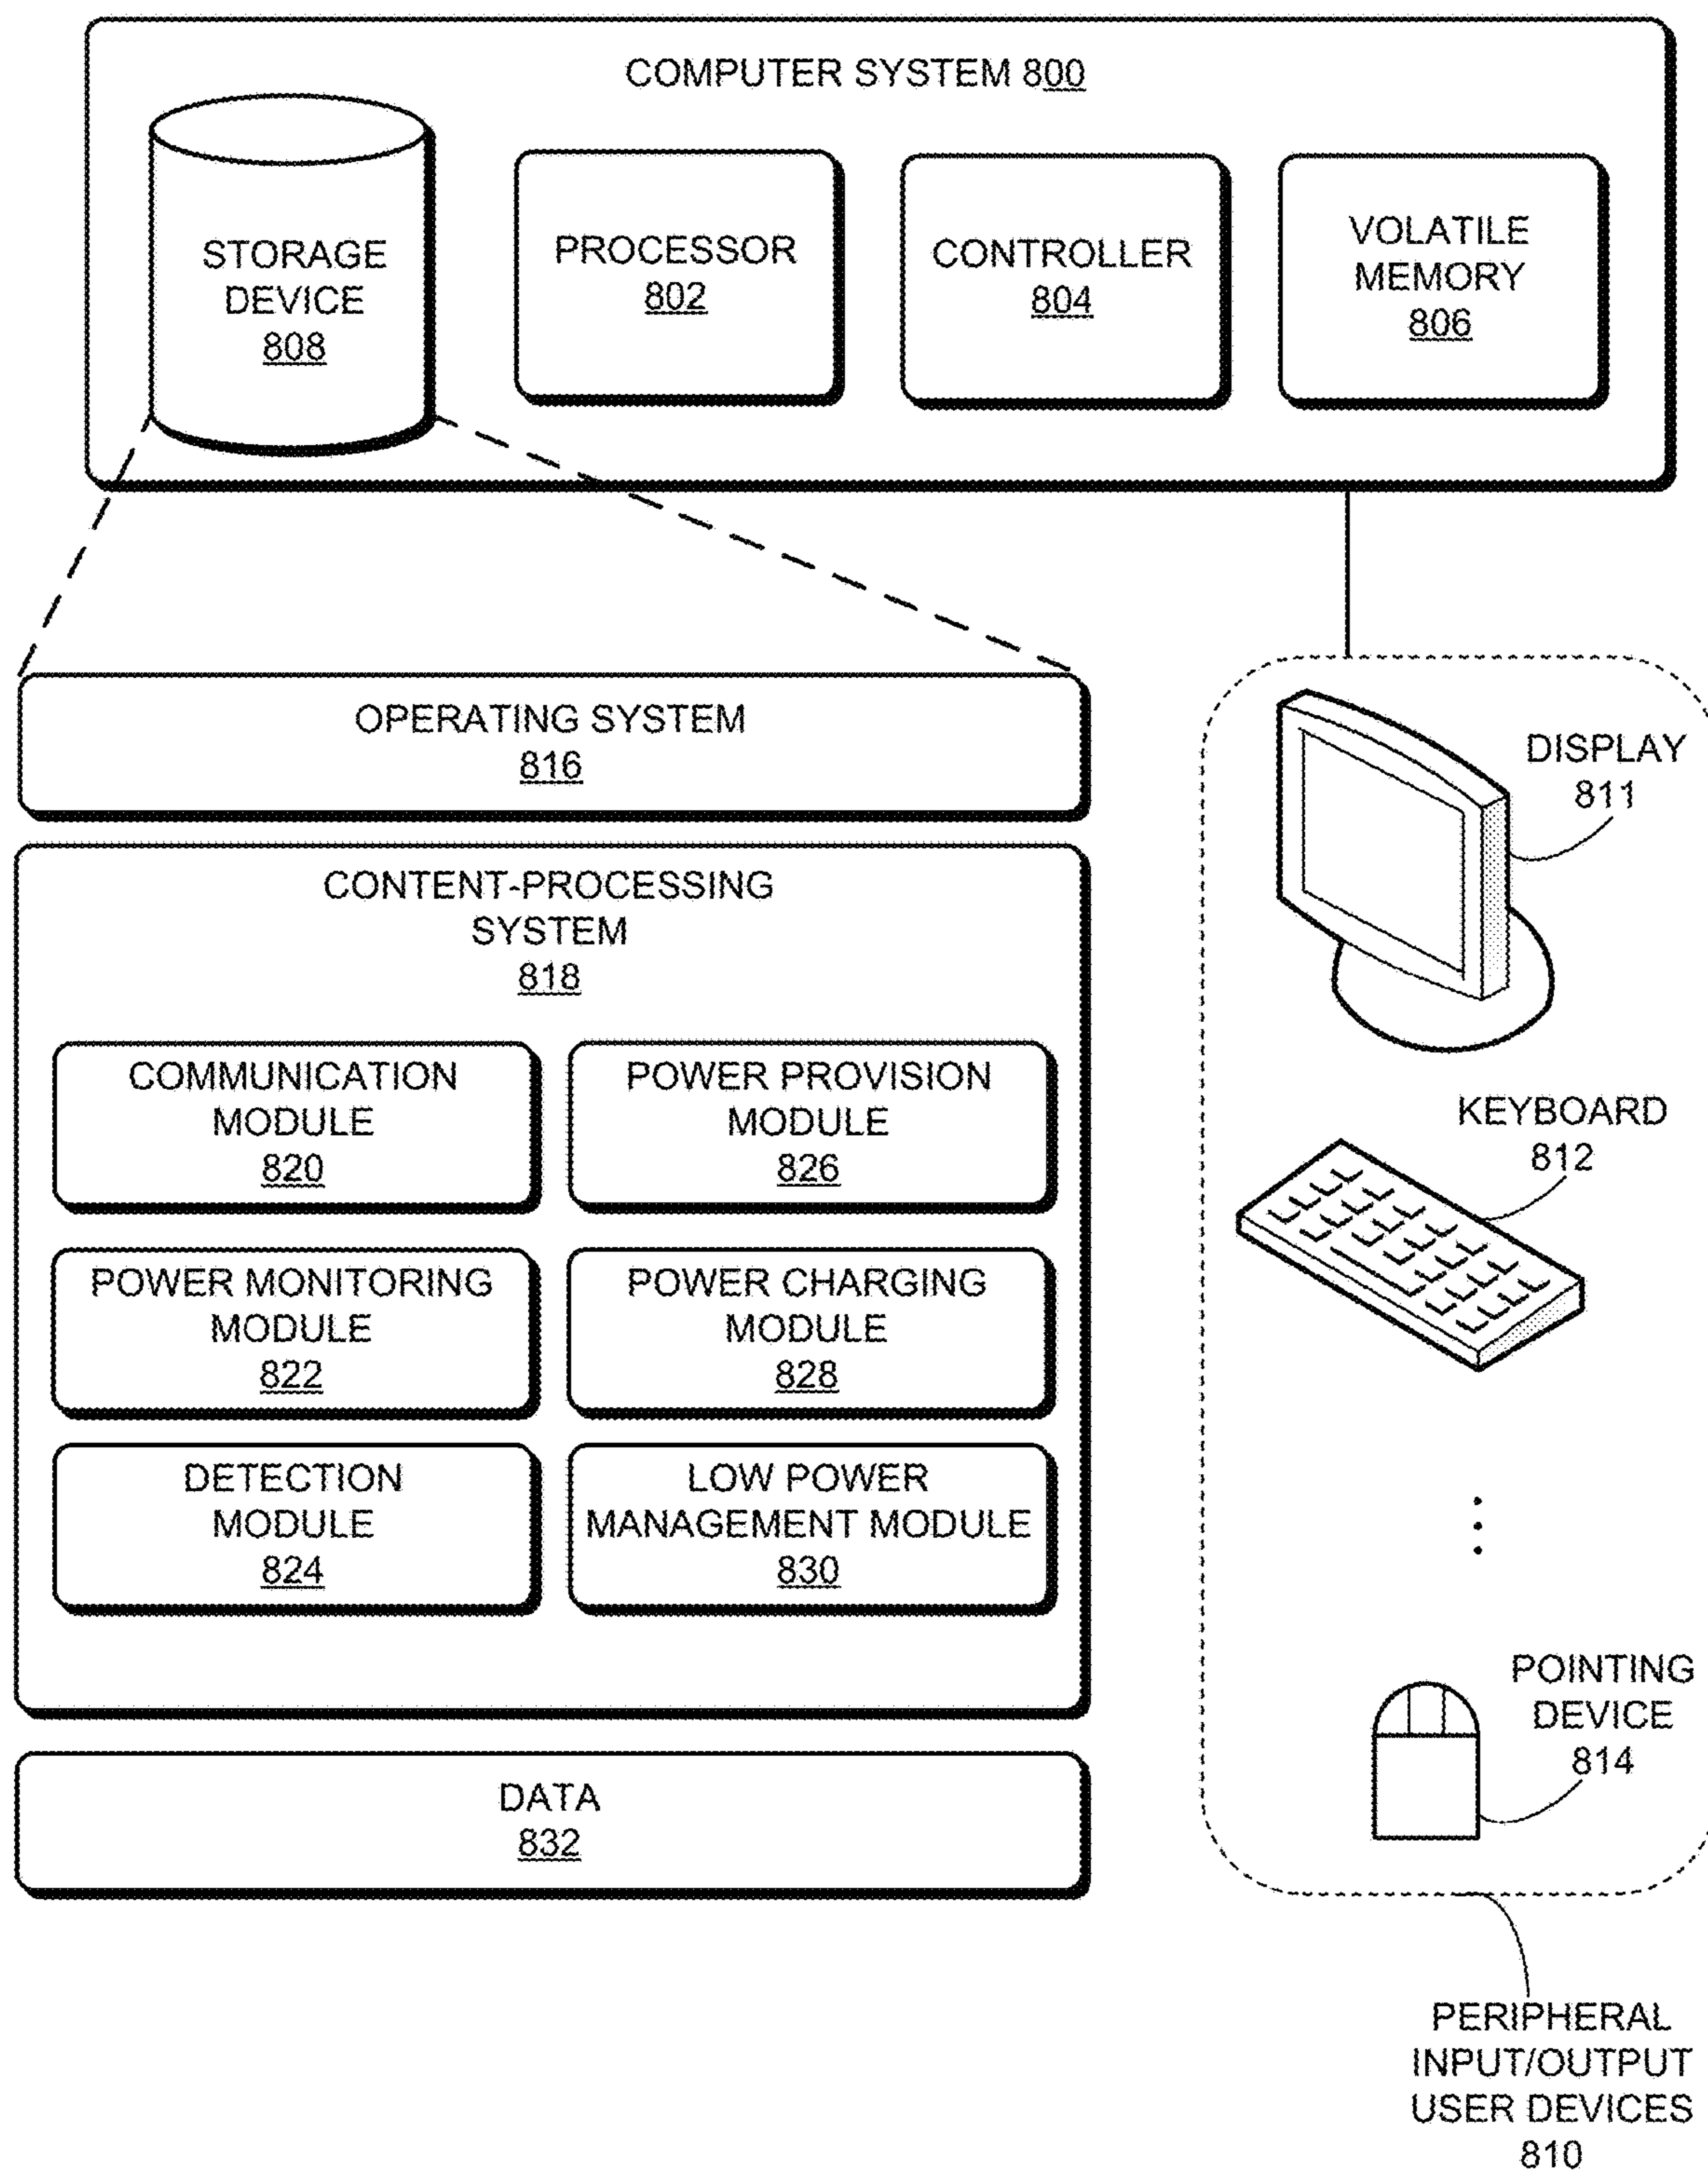 COMPUTER SYSTEM 800
STORAGE
DEVICE
808
PROCESSOR
802
CONTROLLER
804
VOLATILE
MEMORY
806
OPERATING SYSTEM
816
CONTENT-PROCESSING
SYSTEM
818
COMMUNICATION
MODULE
820
POWER PROVISION
MODULE
826
POWER MONITORING
MODULE
822
POWER CHARGING
MODULE
828
DETECTION
MODULE
824
LOW POWER
MANAGEMENT MODULE
830
DATA
832
DISPLAY
811
KEYBOARD
812
POINTING
DEVICE
814
PERIPHERAL
INPUT/OUTPUT
USER DEVICES
810